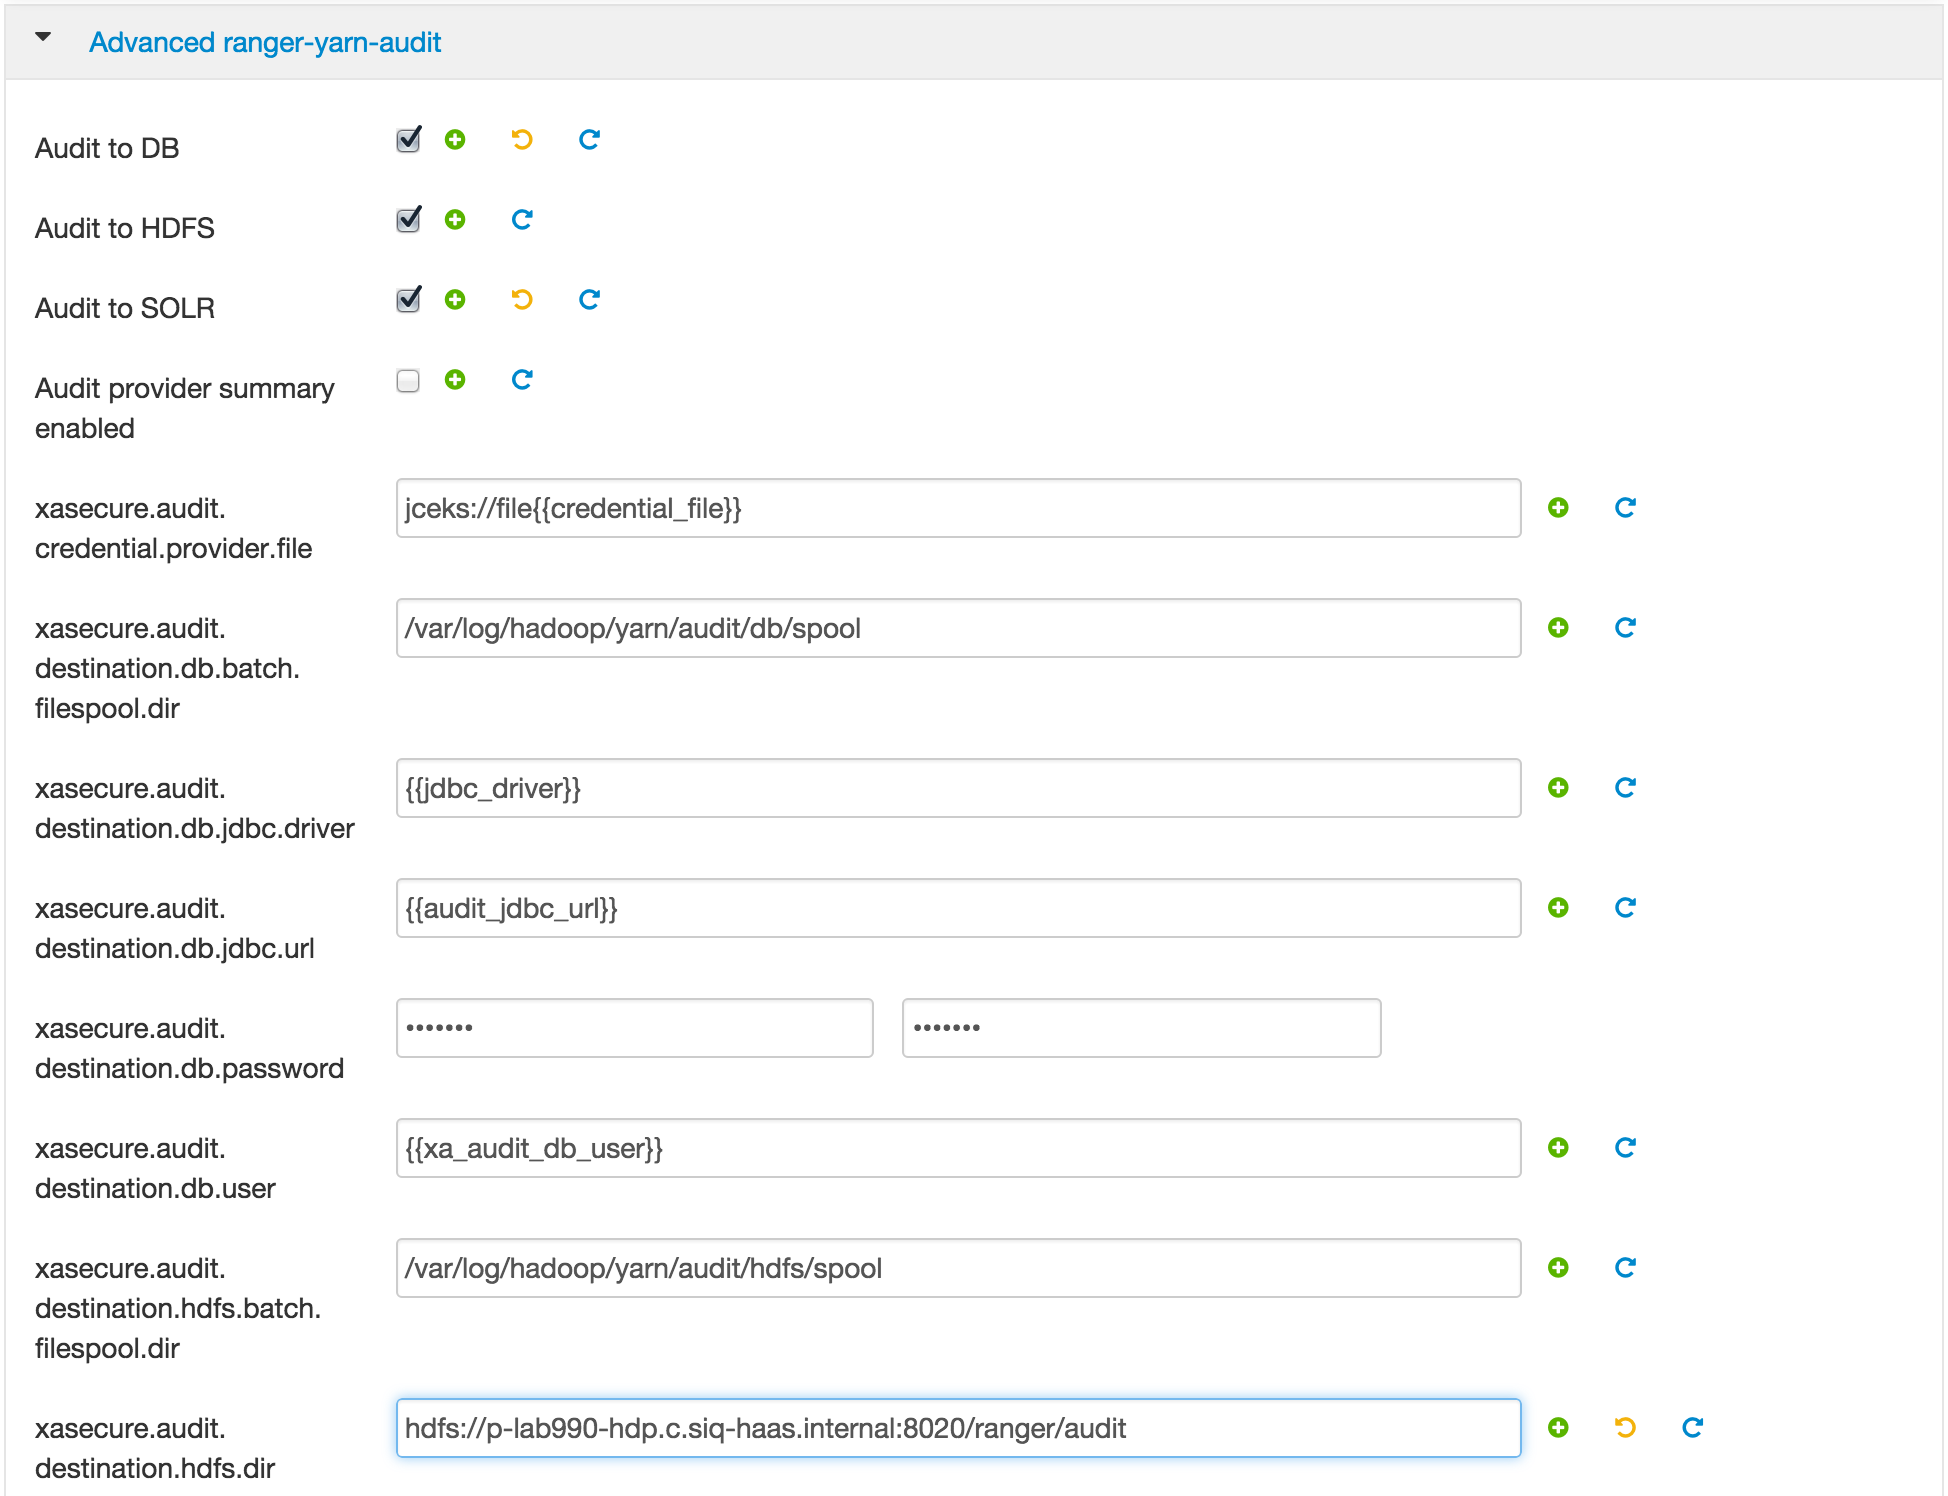 Advanced ranger-yarn-audit
Audit to DB
Audit to HDFS
Audit to SOLR
Audit provider summary
enabled
xasecure.audit.
credential.provider.file
jceks://file{{credential_file}}
xasecure.audit.
destination.db.batch.
filespool.dir
/var/log/hadoop/yarn/audit/db/spool
xasecure.audit.
destination.db.jdbc.driver
{{jdbc_driver}}
xasecure.audit.
destination.db.jdbc.url
{{audit_jdbc_url}}
xasecure.audit.
destination.db.password
••••••• •••••••
xasecure.audit.
destination.db.user
{{xa_audit_db_user}}
xasecure.audit.
destination.hdfs.batch.
filespool.dir
/var/log/hadoop/yarn/audit/hdfs/spool
xasecure.audit.
destination.hdfs.dir
hdfs://p-lab990-hdp.c.siq-haas.internal:8020/ranger/audit